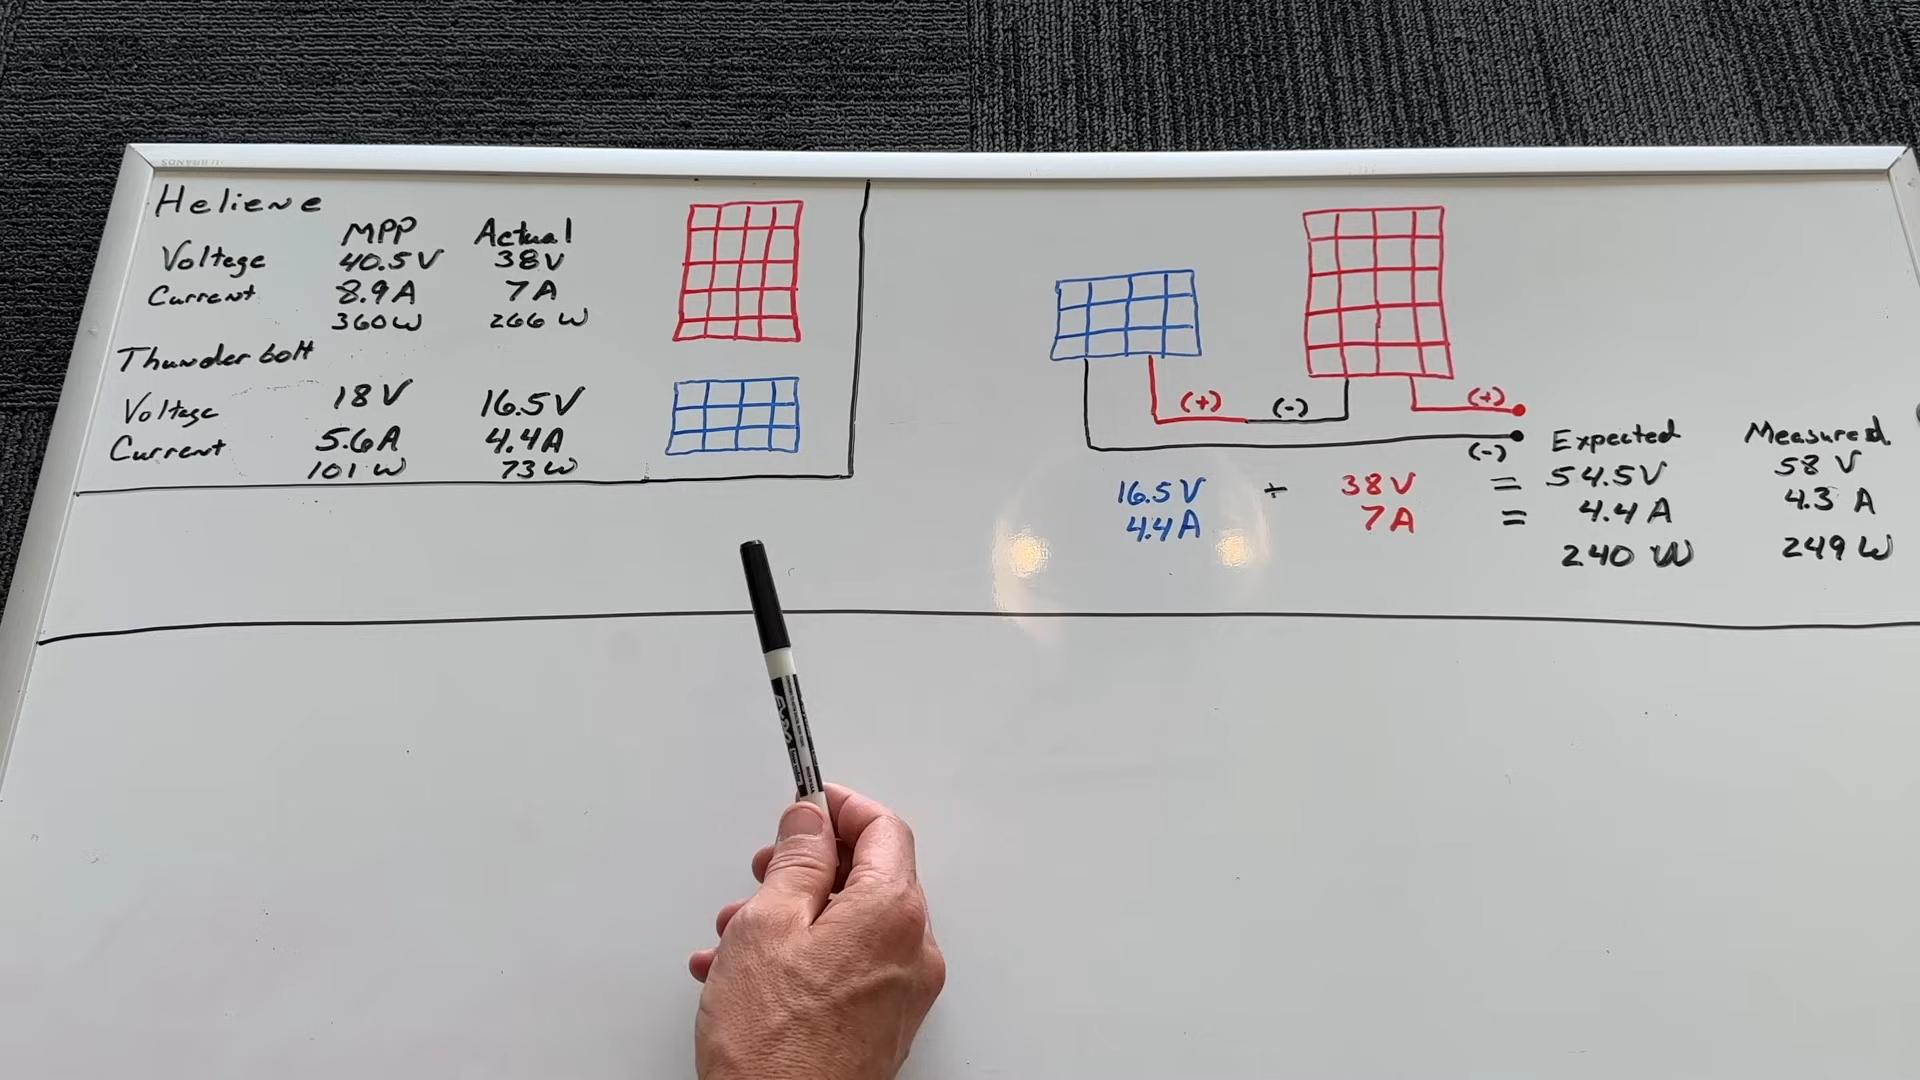 Heliene
MPP Actual
Voltage 40.5V 38V
Current 8.9A 7A
360W 266W
Thunderbolt
Voltage 18V 16.5V
Current 5.6A 4.4A
101W 73W
(+) (-) (+)
(-)
Expected Measured
16.5V + 38V = 54.5V 58V
4.4A 7A = 4.4A 4.3A
240W 249W
EXPO